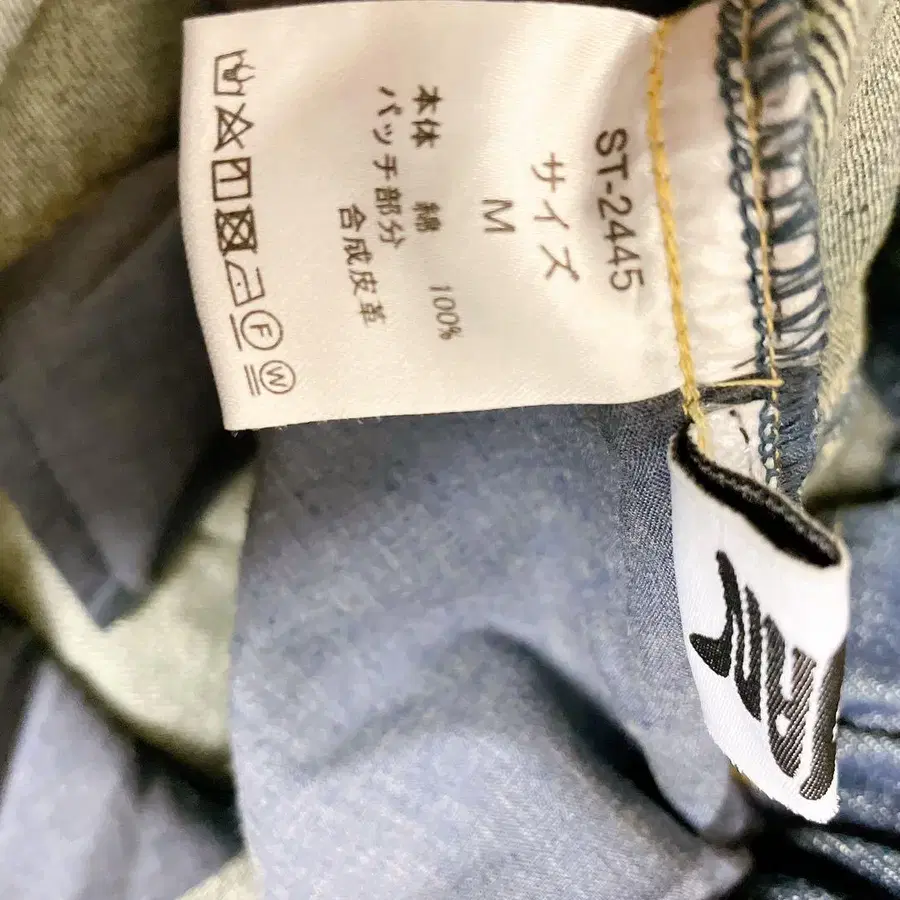 ST-2445
サイズ
M
本体 綿 100%
パッチ部分
合成皮革
F
W